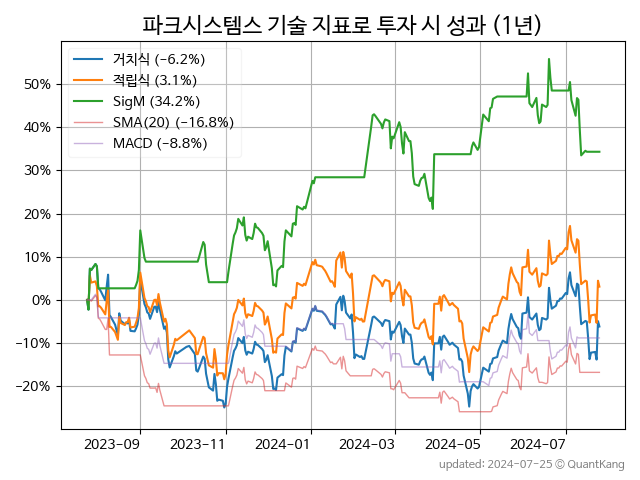 파크시스템스 기술 지표로 투자 시 성과 (1년)
거치식 (−6.2%)
적립식 (3.1%)
SigM (34.2%)
SMA(20) (−16.8%)
MACD (−8.8%)
50%
40%
30%
20%
10%
0%
−10%
−20%
2023-09 2023-11 2024-01 2024-03 2024-05 2024-07
updated: 2024-07-25 © QuantKang